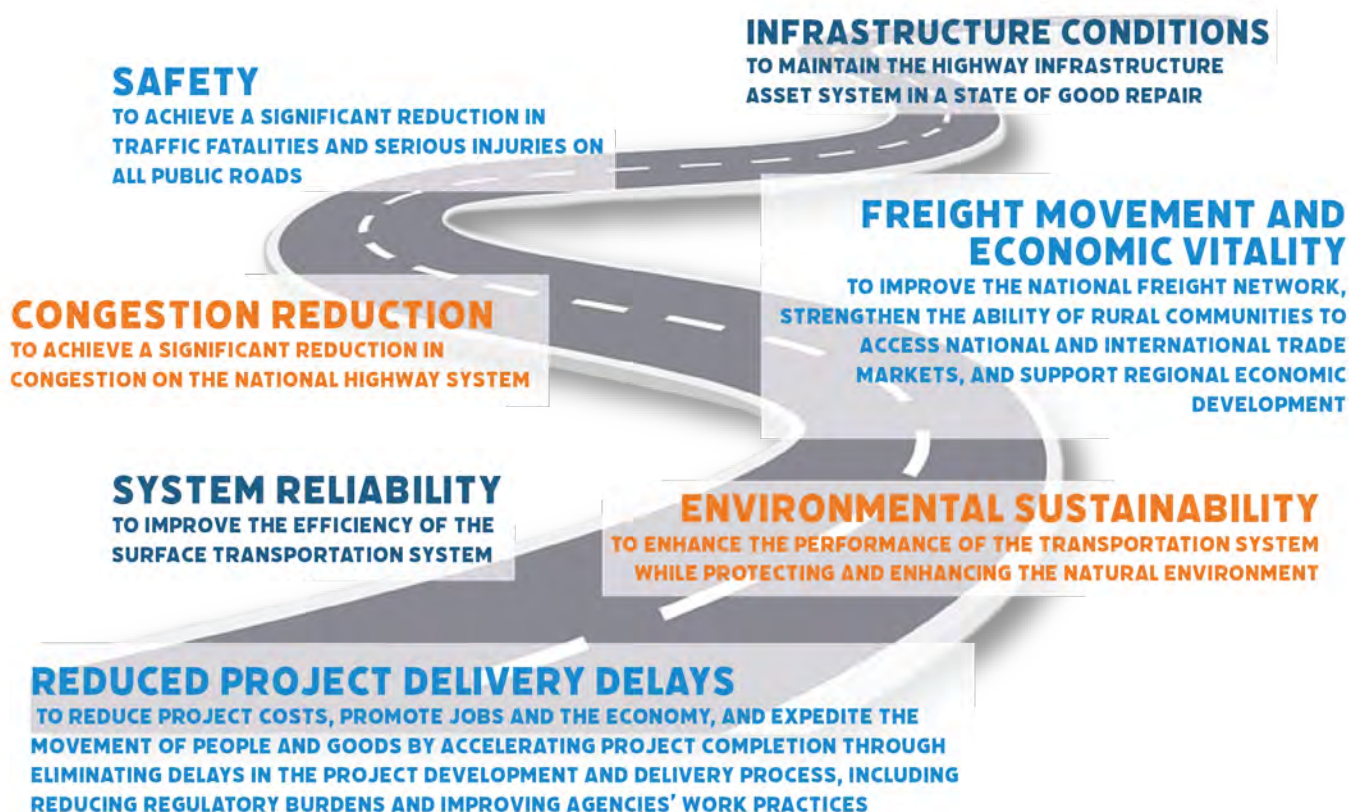 INFRASTRUCTURE CONDITIONS
TO MAINTAIN THE HIGHWAY INFRASTRUCTURE
ASSET SYSTEM IN A STATE OF GOOD REPAIR
SAFETY
TO ACHIEVE A SIGNIFICANT REDUCTION IN
TRAFFIC FATALITIES AND SERIOUS INJURIES ON
ALL PUBLIC ROADS
FREIGHT MOVEMENT AND
ECONOMIC VITALITY
TO IMPROVE THE NATIONAL FREIGHT NETWORK,
STRENGTHEN THE ABILITY OF RURAL COMMUNITIES TO
ACCESS NATIONAL AND INTERNATIONAL TRADE
MARKETS, AND SUPPORT REGIONAL ECONOMIC
DEVELOPMENT
CONGESTION REDUCTION
TO ACHIEVE A SIGNIFICANT REDUCTION IN
CONGESTION ON THE NATIONAL HIGHWAY SYSTEM
SYSTEM RELIABILITY
TO IMPROVE THE EFFICIENCY OF THE
SURFACE TRANSPORTATION SYSTEM
ENVIRONMENTAL SUSTAINABILITY
TO ENHANCE THE PERFORMANCE OF THE TRANSPORTATION SYSTEM
WHILE PROTECTING AND ENHANCING THE NATURAL ENVIRONMENT
REDUCED PROJECT DELIVERY DELAYS
TO REDUCE PROJECT COSTS, PROMOTE JOBS AND THE ECONOMY, AND EXPEDITE THE
MOVEMENT OF PEOPLE AND GOODS BY ACCELERATING PROJECT COMPLETION THROUGH
ELIMINATING DELAYS IN THE PROJECT DEVELOPMENT AND DELIVERY PROCESS, INCLUDING
REDUCING REGULATORY BURDENS AND IMPROVING AGENCIES' WORK PRACTICES